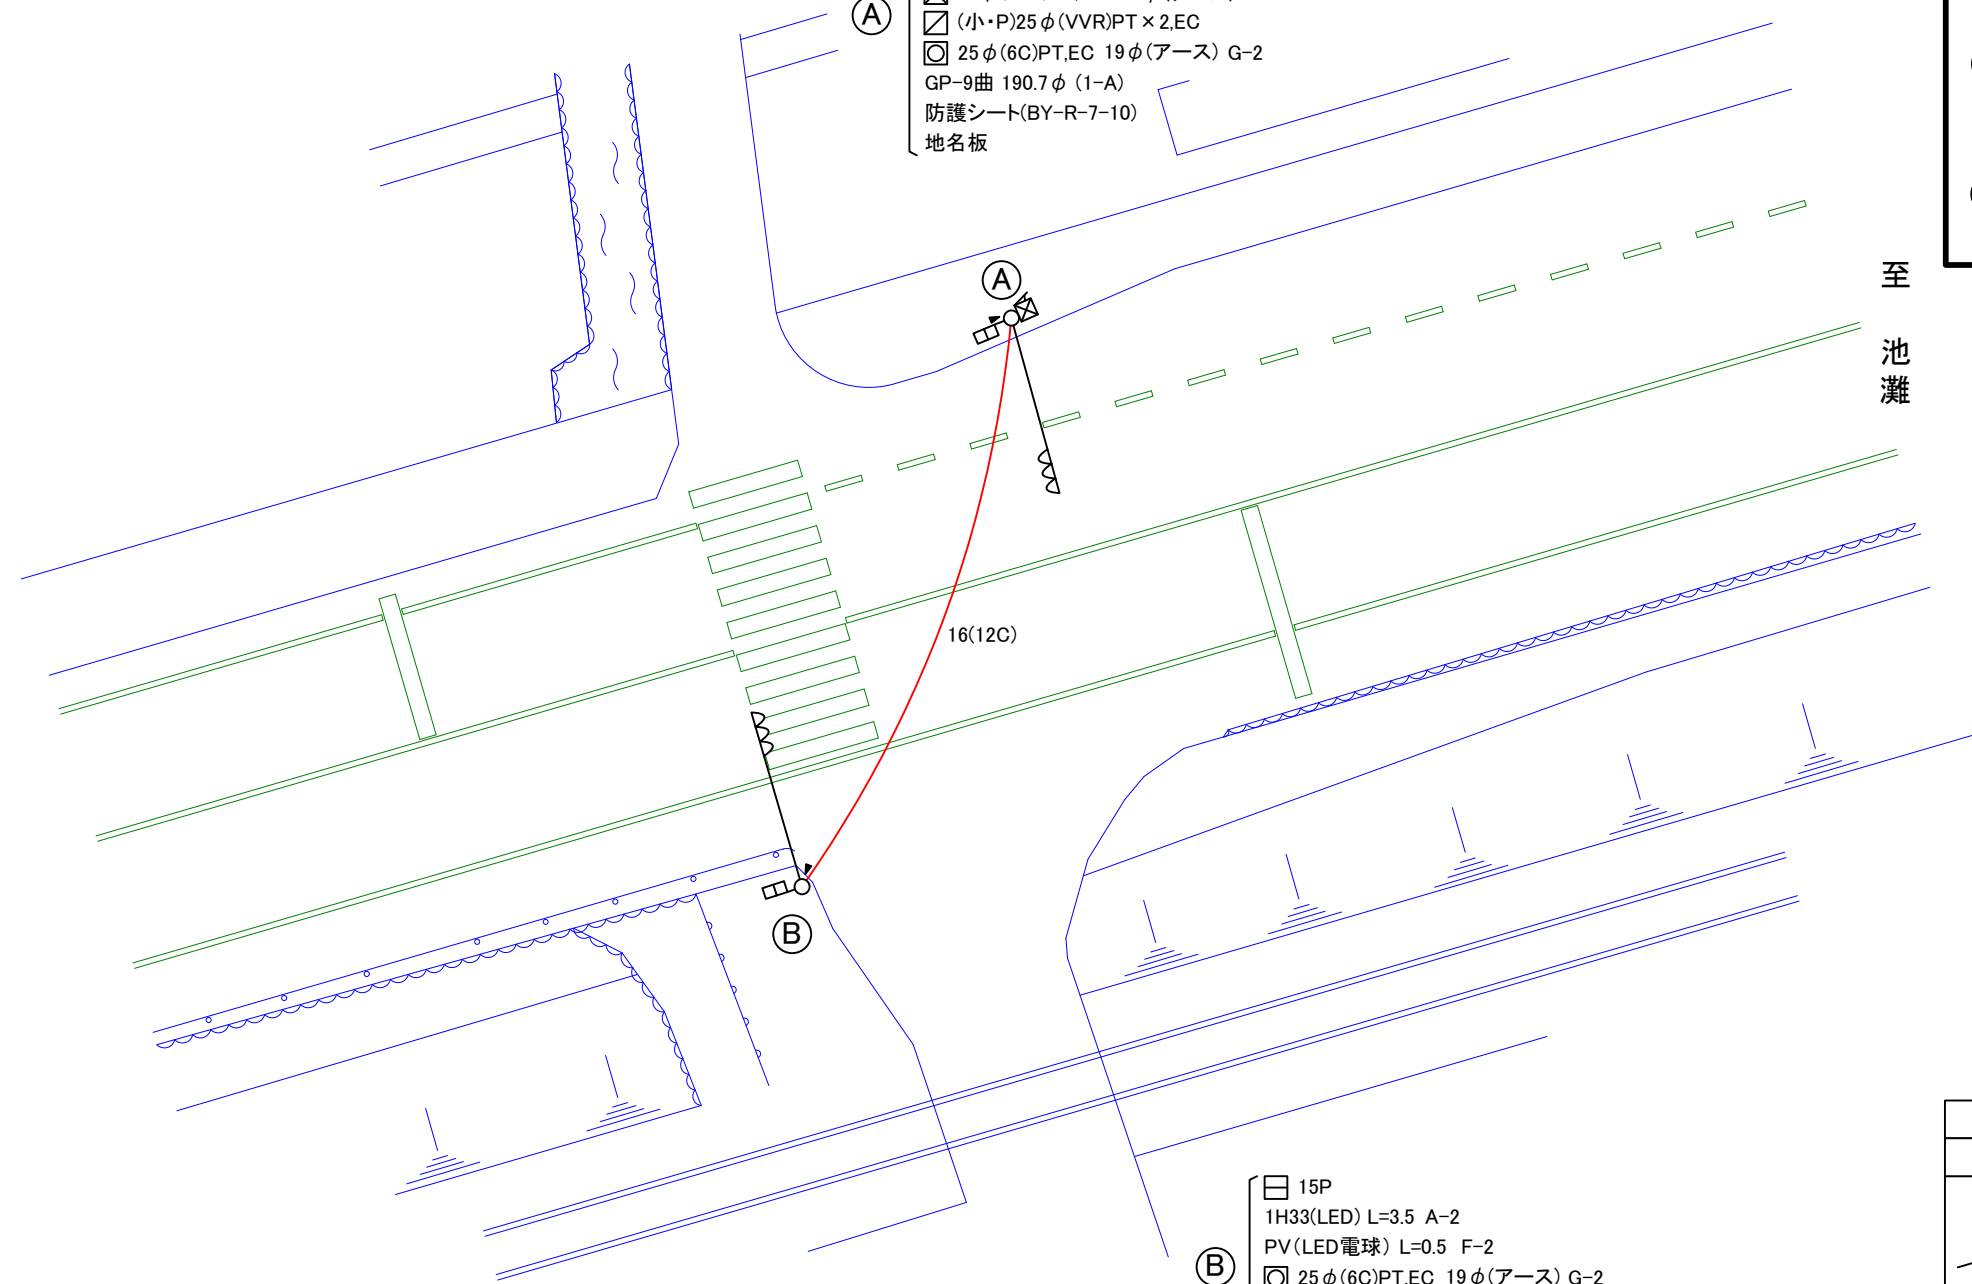 Ⓐ
(小・P)25φ(VVR)PT×2,EC
25φ(6C)PT,EC 19φ(アース) G-2
GP-9曲 190.7φ (1-A)
防護シート(BY-R-7-10)
地名板
Ⓐ
至 池灘
16(12C)
Ⓑ
Ⓑ
15P
1H33(LED) L=3.5 A-2
PV(LED電球) L=0.5 F-2
25φ(6C)PT,EC 19φ(アース) G-2